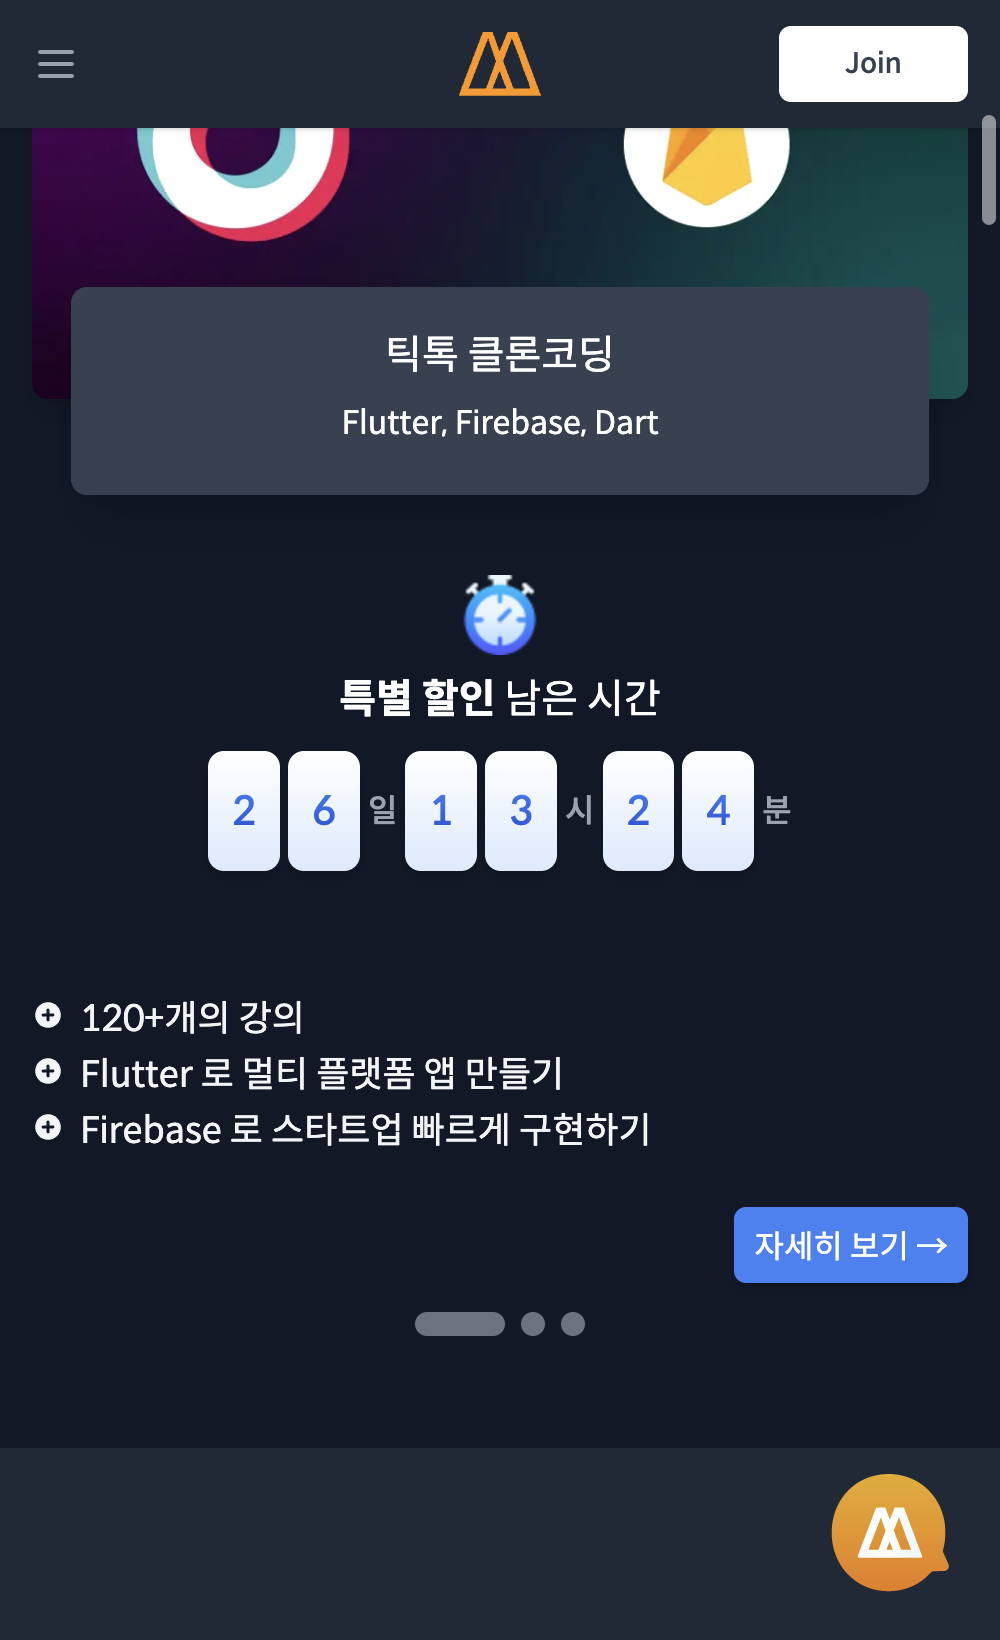 Join
틱톡 클론코딩
Flutter, Firebase, Dart
특별 할인 남은 시간
2 6 일 1 3 시 2 4 분
120+개의 강의
Flutter 로 멀티 플랫폼 앱 만들기
Firebase 로 스타트업 빠르게 구현하기
자세히 보기 →